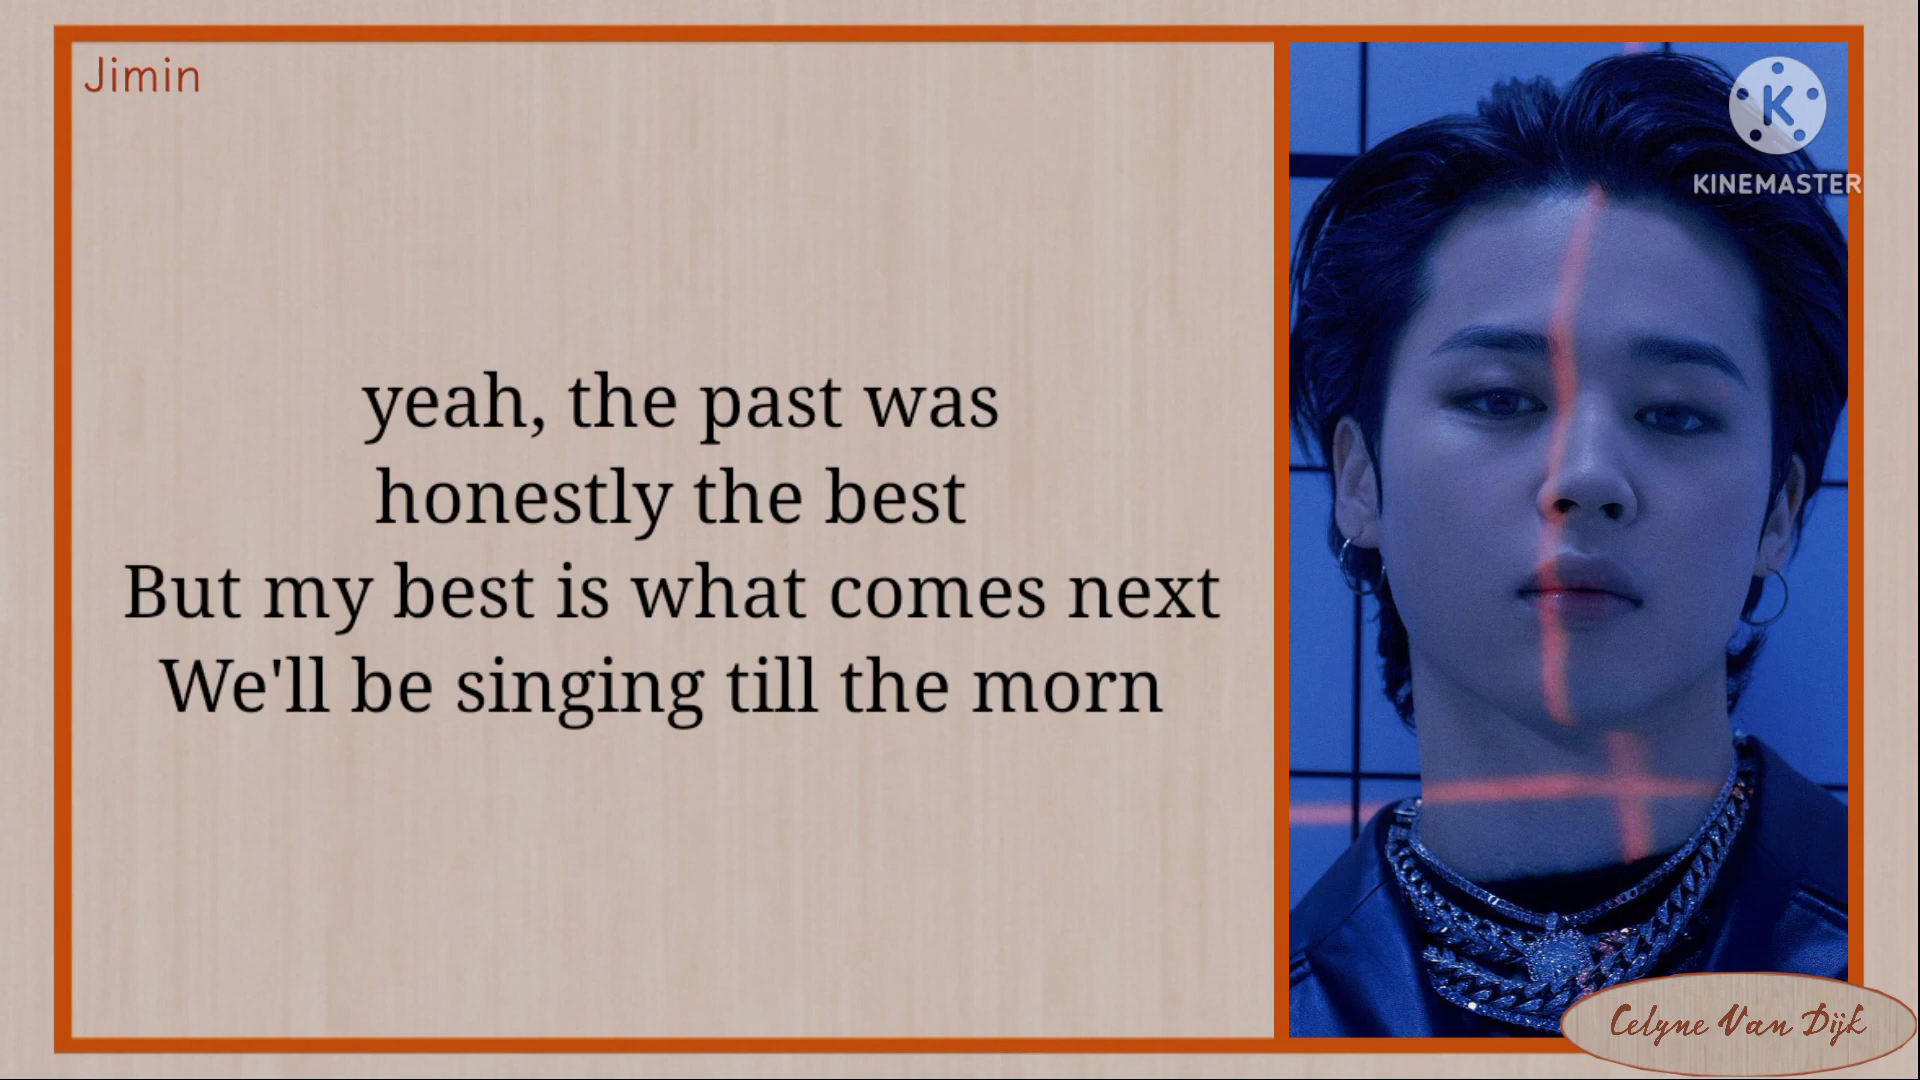 Jimin
yeah, the past was
honestly the best
But my best is what comes next
We'll be singing till the morn
K
KINEMASTER
Celyne Van Dijk